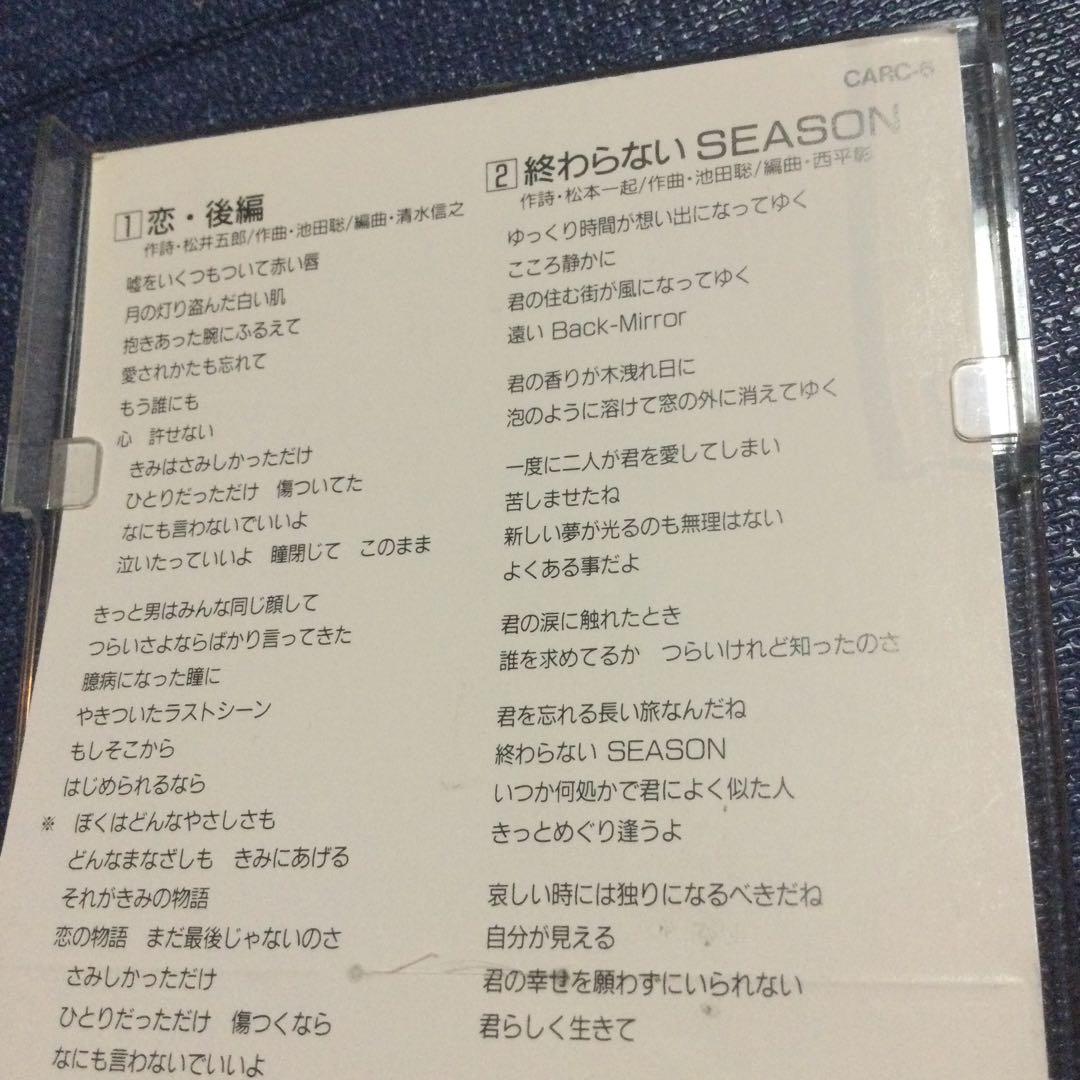 CARC-6
1 恋・後編
作詩・松井五郎/作曲・池田聡/編曲・清水信之
嘘をいくつもついて赤い唇
月の灯り盗んだ白い肌
抱きあった腕にふるえて
愛されかたも忘れて
もう誰にも
心　許せない
きみはさみしかっただけ
ひとりだっただけ　傷ついてた
なにも言わないでいいよ
泣いたっていいよ　瞳閉じて　このまま
きっと男はみんな同じ顔して
つらいさよならばかり言ってきた
臆病になった瞳に
やきついたラストシーン
もしそこから
はじめられるなら
※　ぼくはどんなやさしさも
どんなまなざしも　きみにあげる
それがきみの物語
恋の物語　まだ最後じゃないのさ
さみしかっただけ
ひとりだっただけ　傷つくなら
なにも言わないでいいよ
2 終わらない SEASON
作詩・松本一起/作曲・池田聡/編曲・西平彰
ゆっくり時間が想い出になってゆく
こころ静かに
君の住む街が風になってゆく
遠い Back-Mirror
君の香りが木洩れ日に
泡のように溶けて窓の外に消えてゆく
一度に二人が君を愛してしまい
苦しませたね
新しい夢が光るのも無理はない
よくある事だよ
君の涙に触れたとき
誰を求めてるか　つらいけれど知ったのさ
君を忘れる長い旅なんだね
終わらない SEASON
いつか何処かで君によく似た人
きっとめぐり逢うよ
哀しい時には独りになるべきだね
自分が見える
君の幸せを願わずにいられない
君らしく生きて